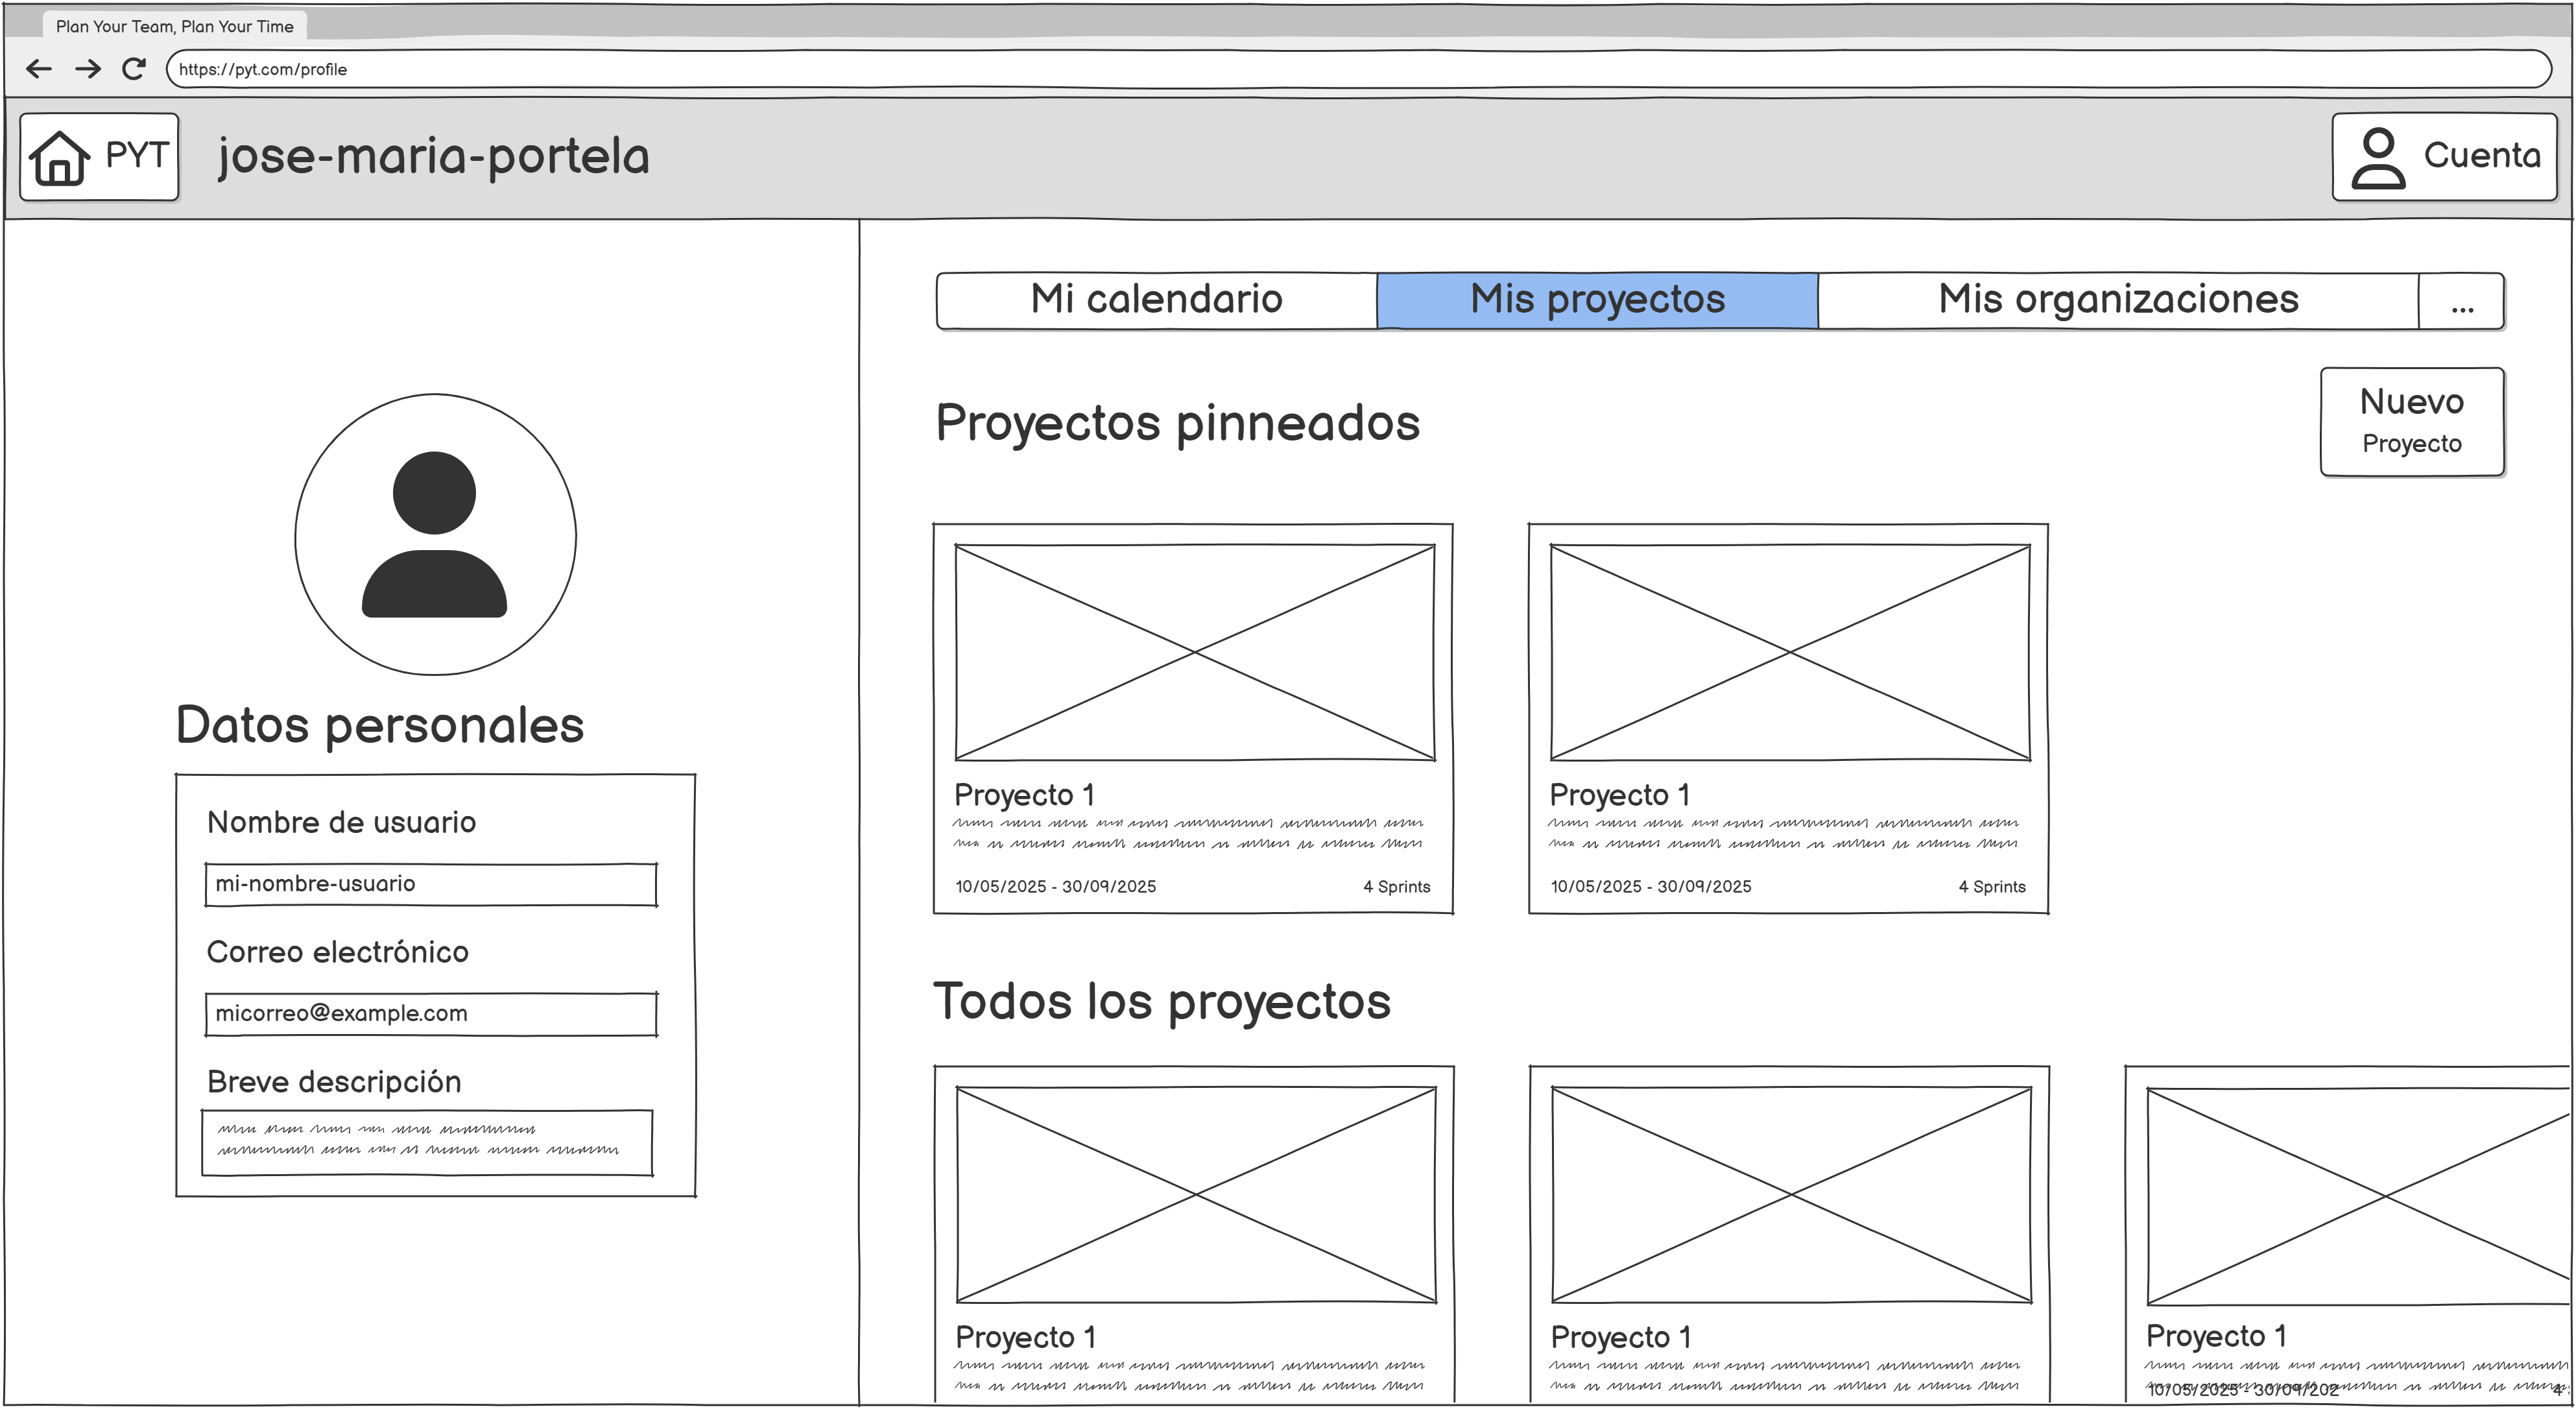 Plan Your Team, Plan Your Time
https://pyt.com/profile
PYT
jose-maria-portela
Cuenta
Mi calendario
Mis proyectos
Mis organizaciones
...
Proyectos pinneados
Nuevo
Proyecto
Proyecto 1
10/05/2025 - 30/09/2025
4 Sprints
Proyecto 1
10/05/2025 - 30/09/2025
4 Sprints
Datos personales
Nombre de usuario
mi-nombre-usuario
Correo electrónico
micorreo@example.com
Breve descripción
Todos los proyectos
Proyecto 1
Proyecto 1
Proyecto 1
10/05/2025 - 30/09/202
4